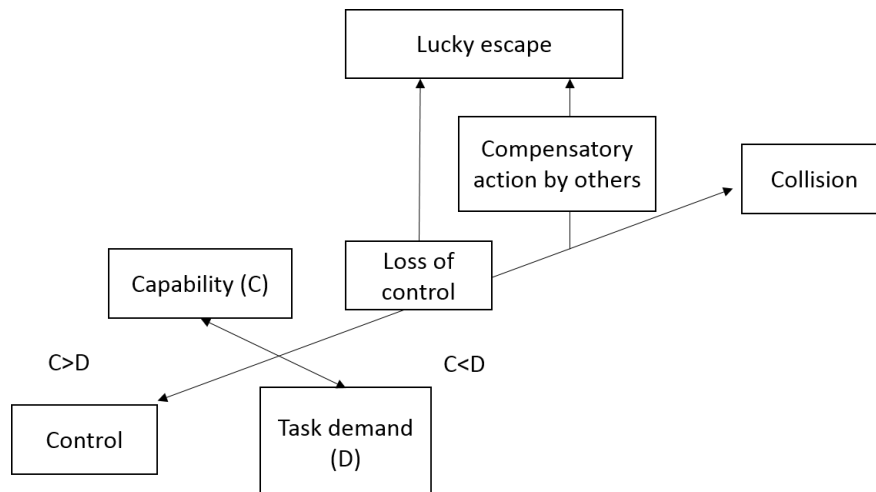 Lucky escape
Compensatory
action by others
Collision
Loss of
control
Capability (C)
C>D
C<D
Control
Task demand
(D)